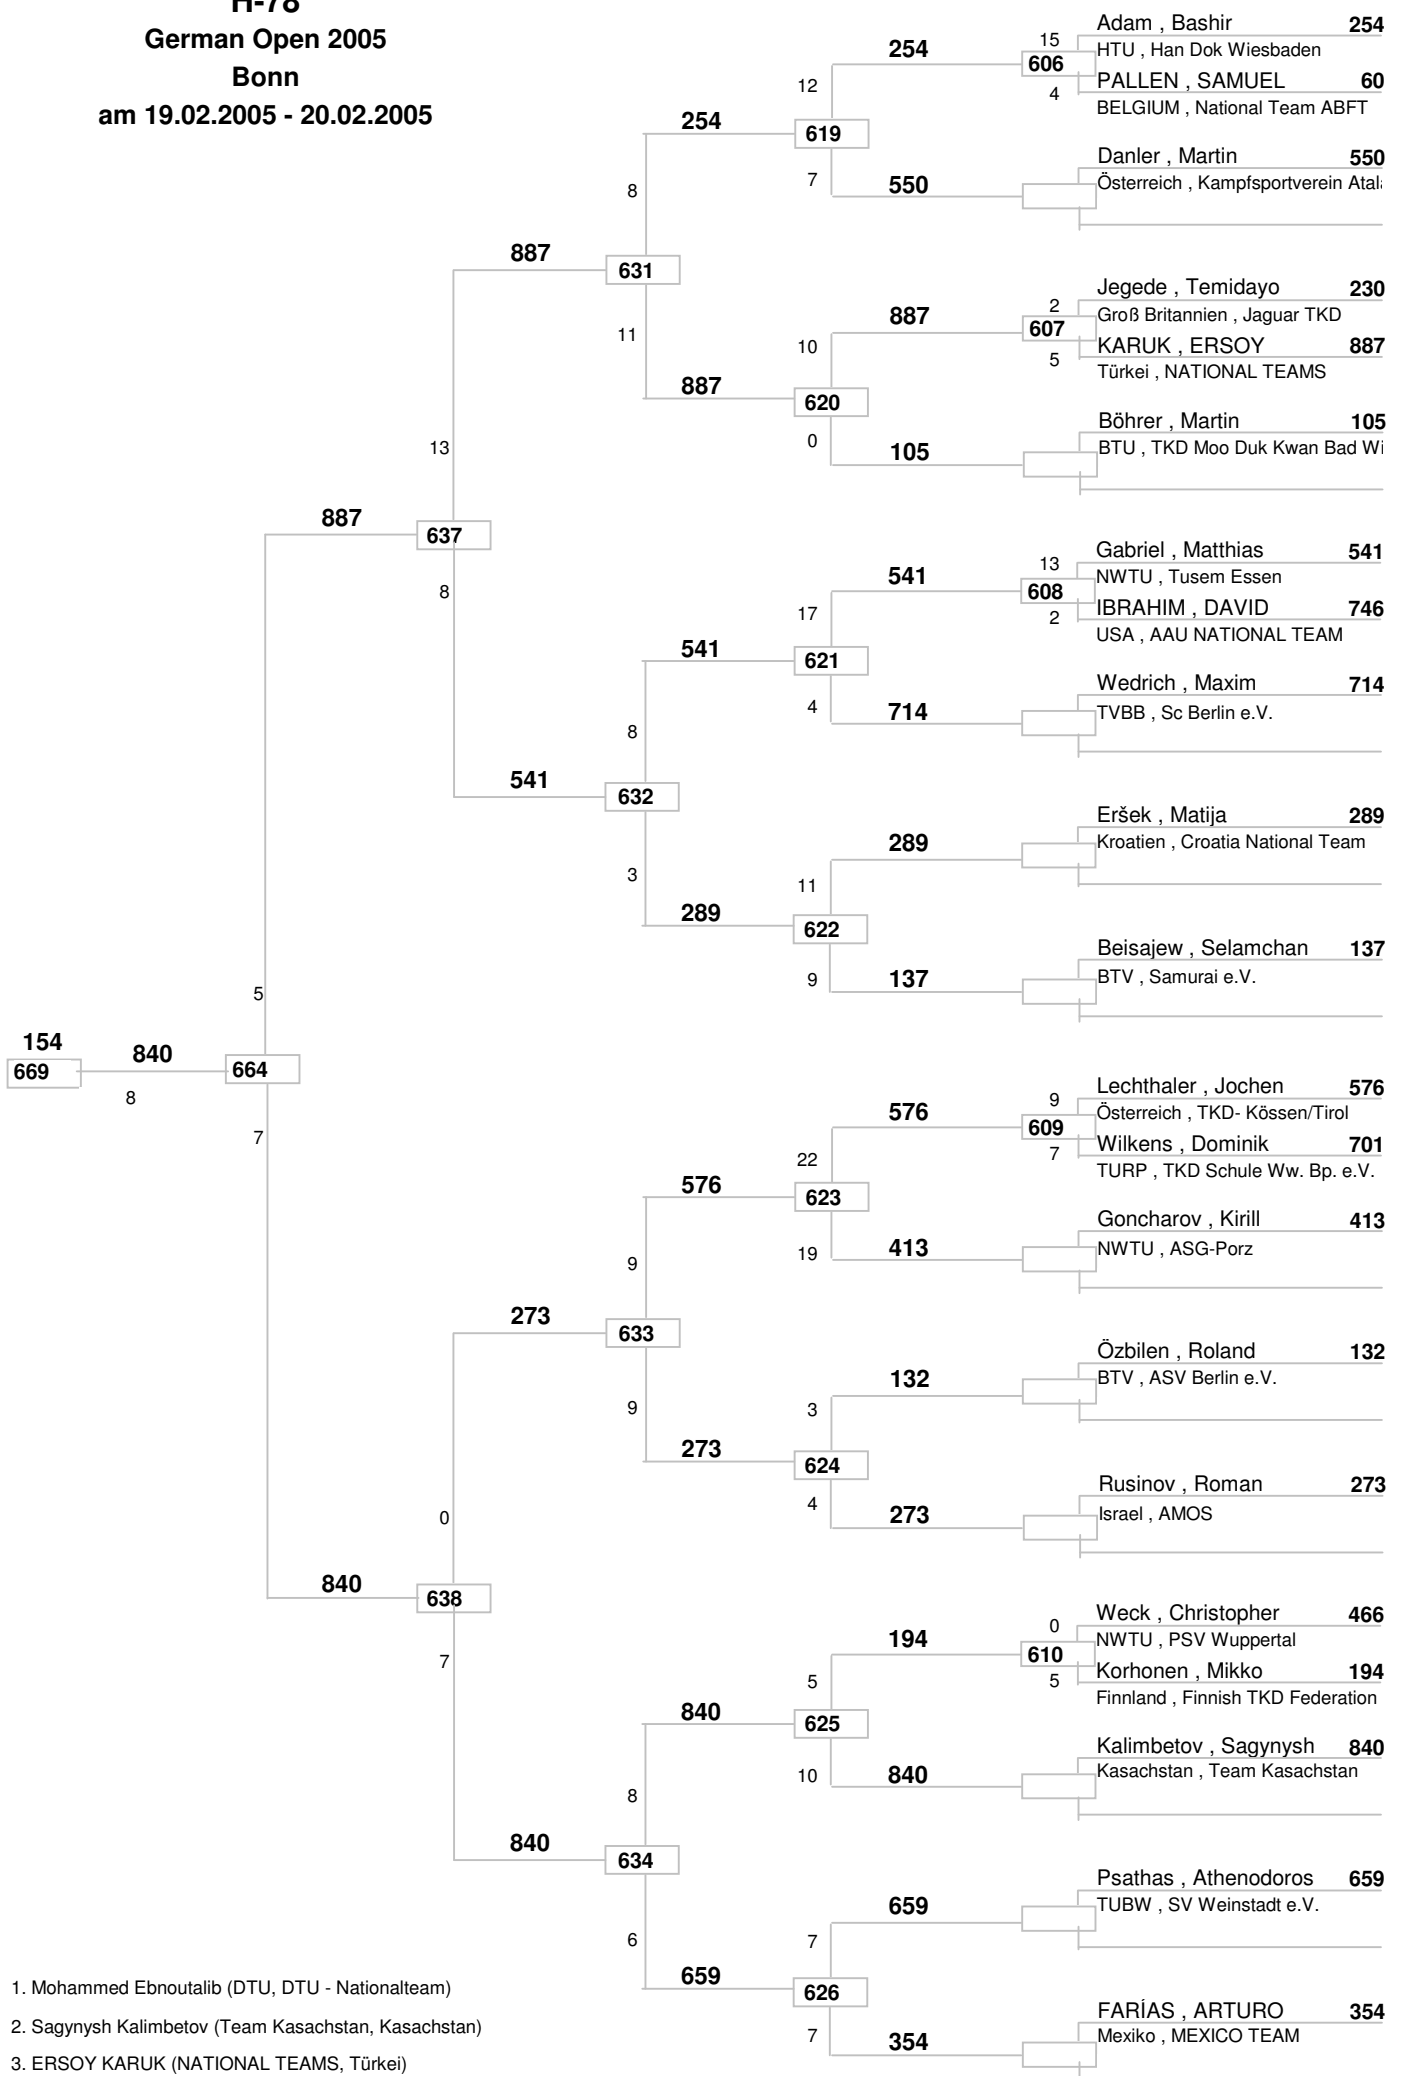 H-78
German Open 2005
Bonn
am 19.02.2005 - 20.02.2005
Adam , Bashir 254
15
HTU , Han Dok Wiesbaden
254
606
PALLEN , SAMUEL 60
4
BELGIUM , National Team ABFT
12
254
619
Danler , Martin 550
7
550
Österreich , Kampfsportverein Atal
8
887
631
Jegede , Temidayo 230
2
Groß Britannien , Jaguar TKD
887
607
KARUK , ERSOY 887
5
Türkei , NATIONAL TEAMS
11
10
887
620
Böhrer , Martin 105
0
105
BTU , TKD Moo Duk Kwan Bad Wi
13
887
637
8
Gabriel , Matthias 541
13
NWTU , Tusem Essen
541
608
IBRAHIM , DAVID 746
2
USA , AAU NATIONAL TEAM
17
541
621
Wedrich , Maxim 714
4
714
TVBB , Sc Berlin e.V.
8
541
632
Eršek , Matija 289
289
Kroatien , Croatia National Team
3
11
289
622
Beisajew , Selamchan 137
9
137
BTV , Samurai e.V.
5
154
840
669
664
8
7
Lechthaler , Jochen 576
9
Österreich , TKD- Kössen/Tirol
576
609
Wilkens , Dominik 701
7
TURP , TKD Schule Ww. Bp. e.V.
22
576
623
Goncharov , Kirill 413
19
413
NWTU , ASG-Porz
9
273
633
Özbilen , Roland 132
132
BTV , ASV Berlin e.V.
9
3
273
624
Rusinov , Roman 273
4
273
Israel , AMOS
0
840
638
7
Weck , Christopher 466
0
NWTU , PSV Wuppertal
194
610
Korhonen , Mikko 194
5
Finnland , Finnish TKD Federation
5
840
625
Kalimbetov , Sagynysh 840
10
840
Kasachstan , Team Kasachstan
8
840
634
Psathas , Athenodoros 659
659
TUBW , SV Weinstadt e.V.
6
7
659
626
FARÍAS , ARTURO 354
7
354
Mexiko , MEXICO TEAM
1. Mohammed Ebnoutalib (DTU, DTU - Nationalteam)
2. Sagynysh Kalimbetov (Team Kasachstan, Kasachstan)
3. ERSOY KARUK (NATIONAL TEAMS, Türkei)